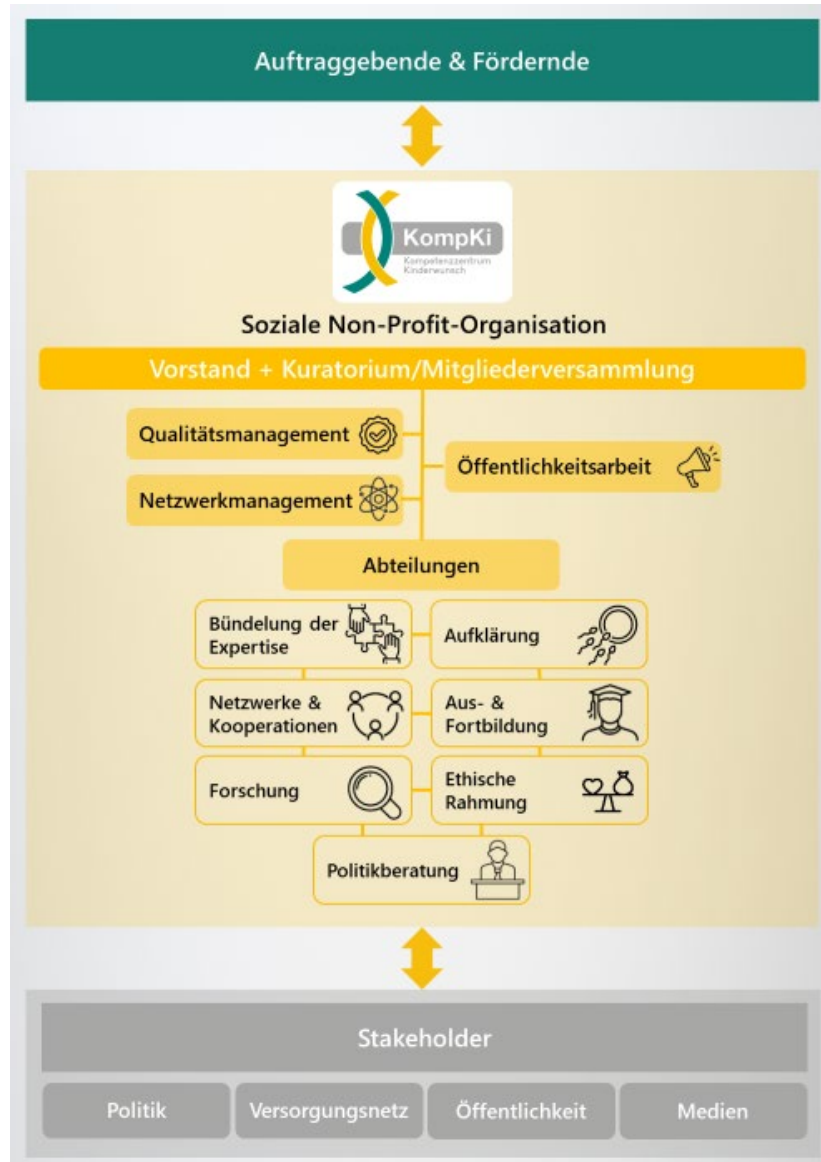 Auftraggebende & Fördernde
KompKi
Kompetenzzentrum
Kinderwunsch
Soziale Non-Profit-Organisation
Vorstand + Kuratorium/Mitgliederversammlung
Qualitätsmanagement
Öffentlichkeitsarbeit
Netzwerkmanagement
Abteilungen
Bündelung der
Expertise
Aufklärung
Netzwerke &
Kooperationen
Aus- &
Fortbildung
Forschung
Ethische
Rahmung
Politikberatung
Stakeholder
Politik
Versorgungsnetz
Öffentlichkeit
Medien